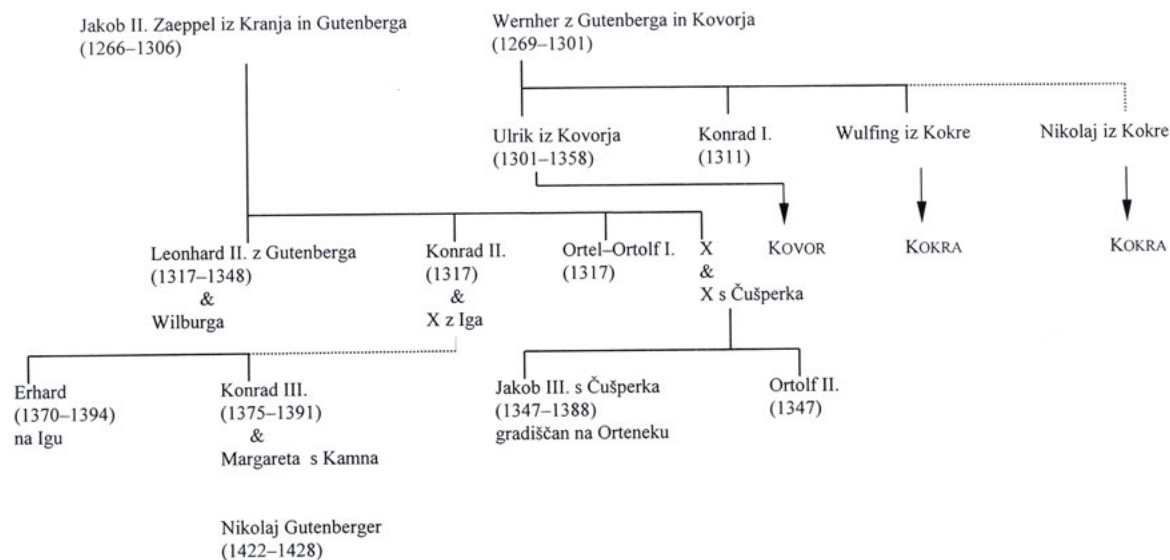 Jakob II. Zaeppel iz Kranja in Gutenberga
(1266–1306)
Wernher z Gutenberga in Kovorja
(1269–1301)
Ulrik iz Kovorja
(1301–1358)
Konrad I.
(1311)
Wulfing iz Kokre
Nikolaj iz Kokre
Leonhard II. z Gutenberga
(1317–1348)
&
Wilburga
Konrad II.
(1317)
&
X z Iga
Ortel–Ortolf I.
(1317)
X
&
X s Čušperka
KOVOR
KOKRA
KOKRA
Erhard
(1370–1394)
na Igu
Konrad III.
(1375–1391)
&
Margareta s Kamna
Jakob III. s Čušperka
(1347–1388)
gradiščan na Orteneku
Ortolf II.
(1347)
Nikolaj Gutenberger
(1422–1428)